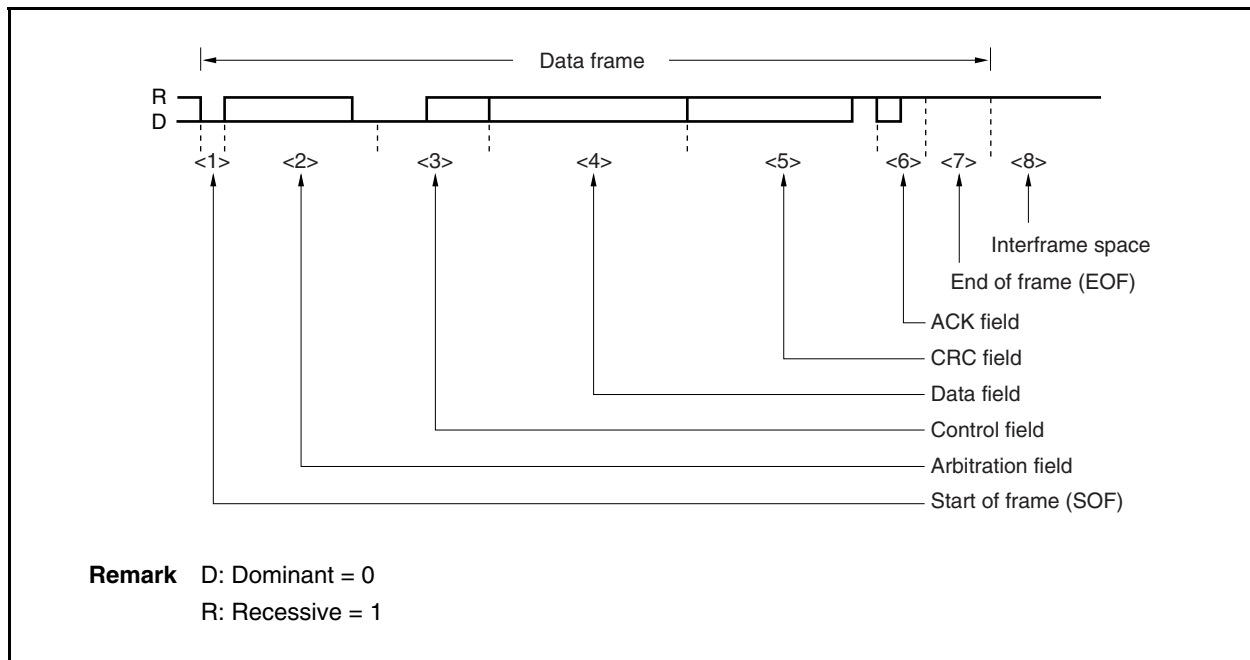 Data frame
R
D
<1> <2> <3> <4> <5> <6> <7> <8>
Interframe space
End of frame (EOF)
ACK field
CRC field
Data field
Control field
Arbitration field
Start of frame (SOF)
Remark D: Dominant = 0
R: Recessive = 1